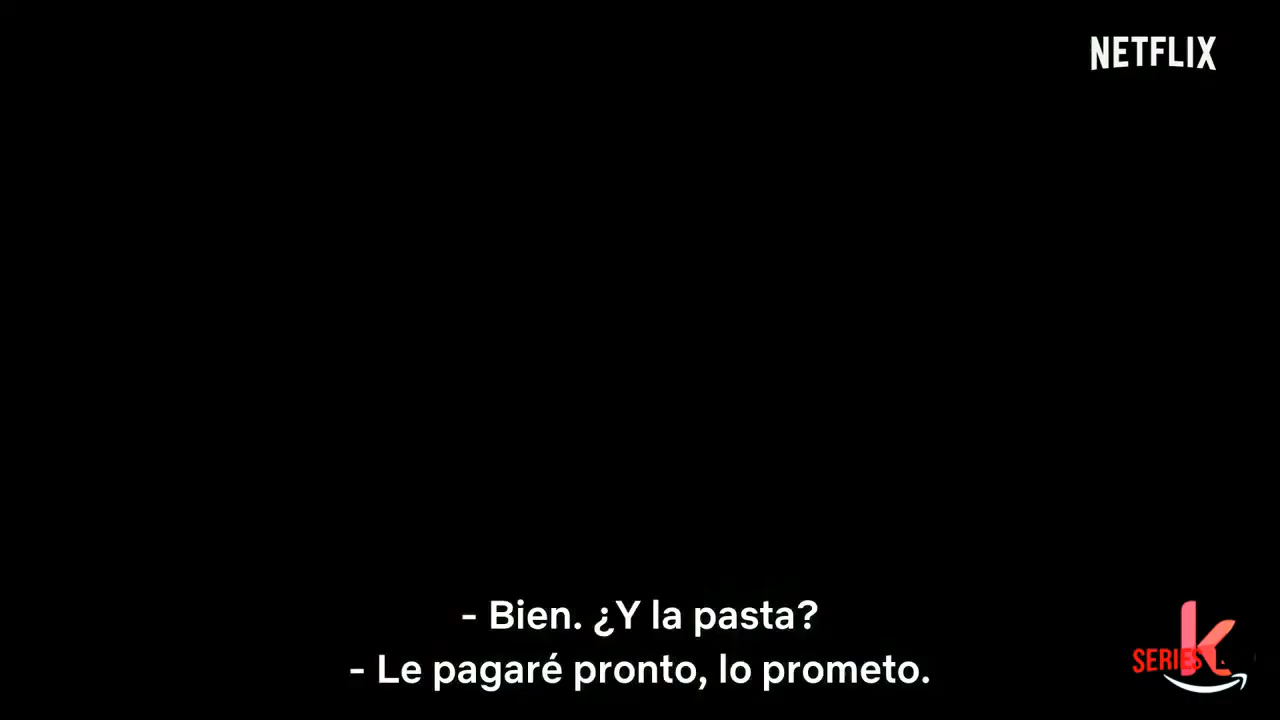 NETFLIX
- Bien. ¿Y la pasta?
- Le pagaré pronto, lo prometo.
SERIES
k